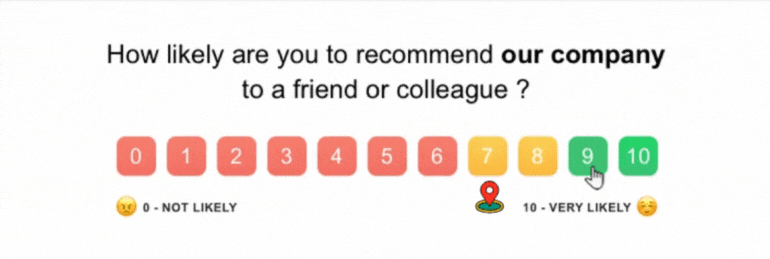 How likely are you to recommend our company
to a friend or colleague ?
0 1 2 3 4 5 6 7 8 9 10
0 - NOT LIKELY 10 - VERY LIKELY